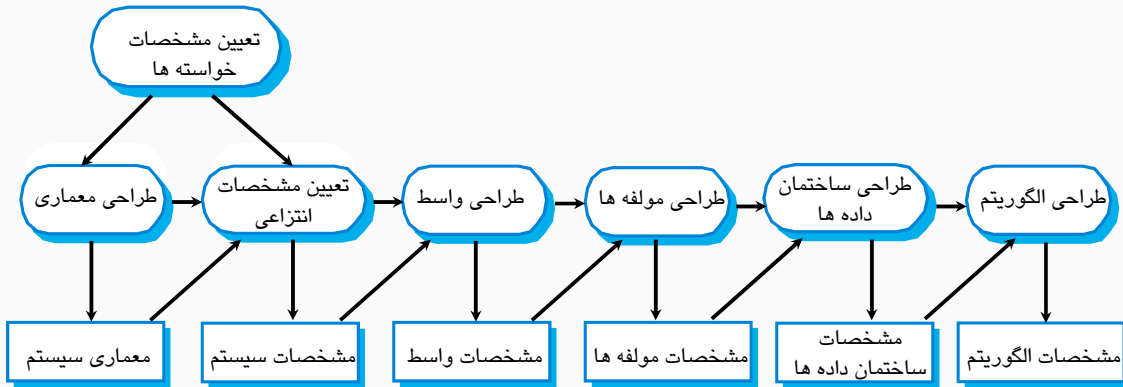 تعیین مشخصات
خواسته ها
طراحی معماری
تعیین مشخصات
انتزاعی
طراحی واسط
طراحی مولفه ها
طراحی ساختمان
داده ها
طراحی الگوریتم
معماری سیستم
مشخصات سیستم
مشخصات واسط
مشخصات مولفه ها
مشخصات
ساختمان داده ها
مشخصات الگوریتم